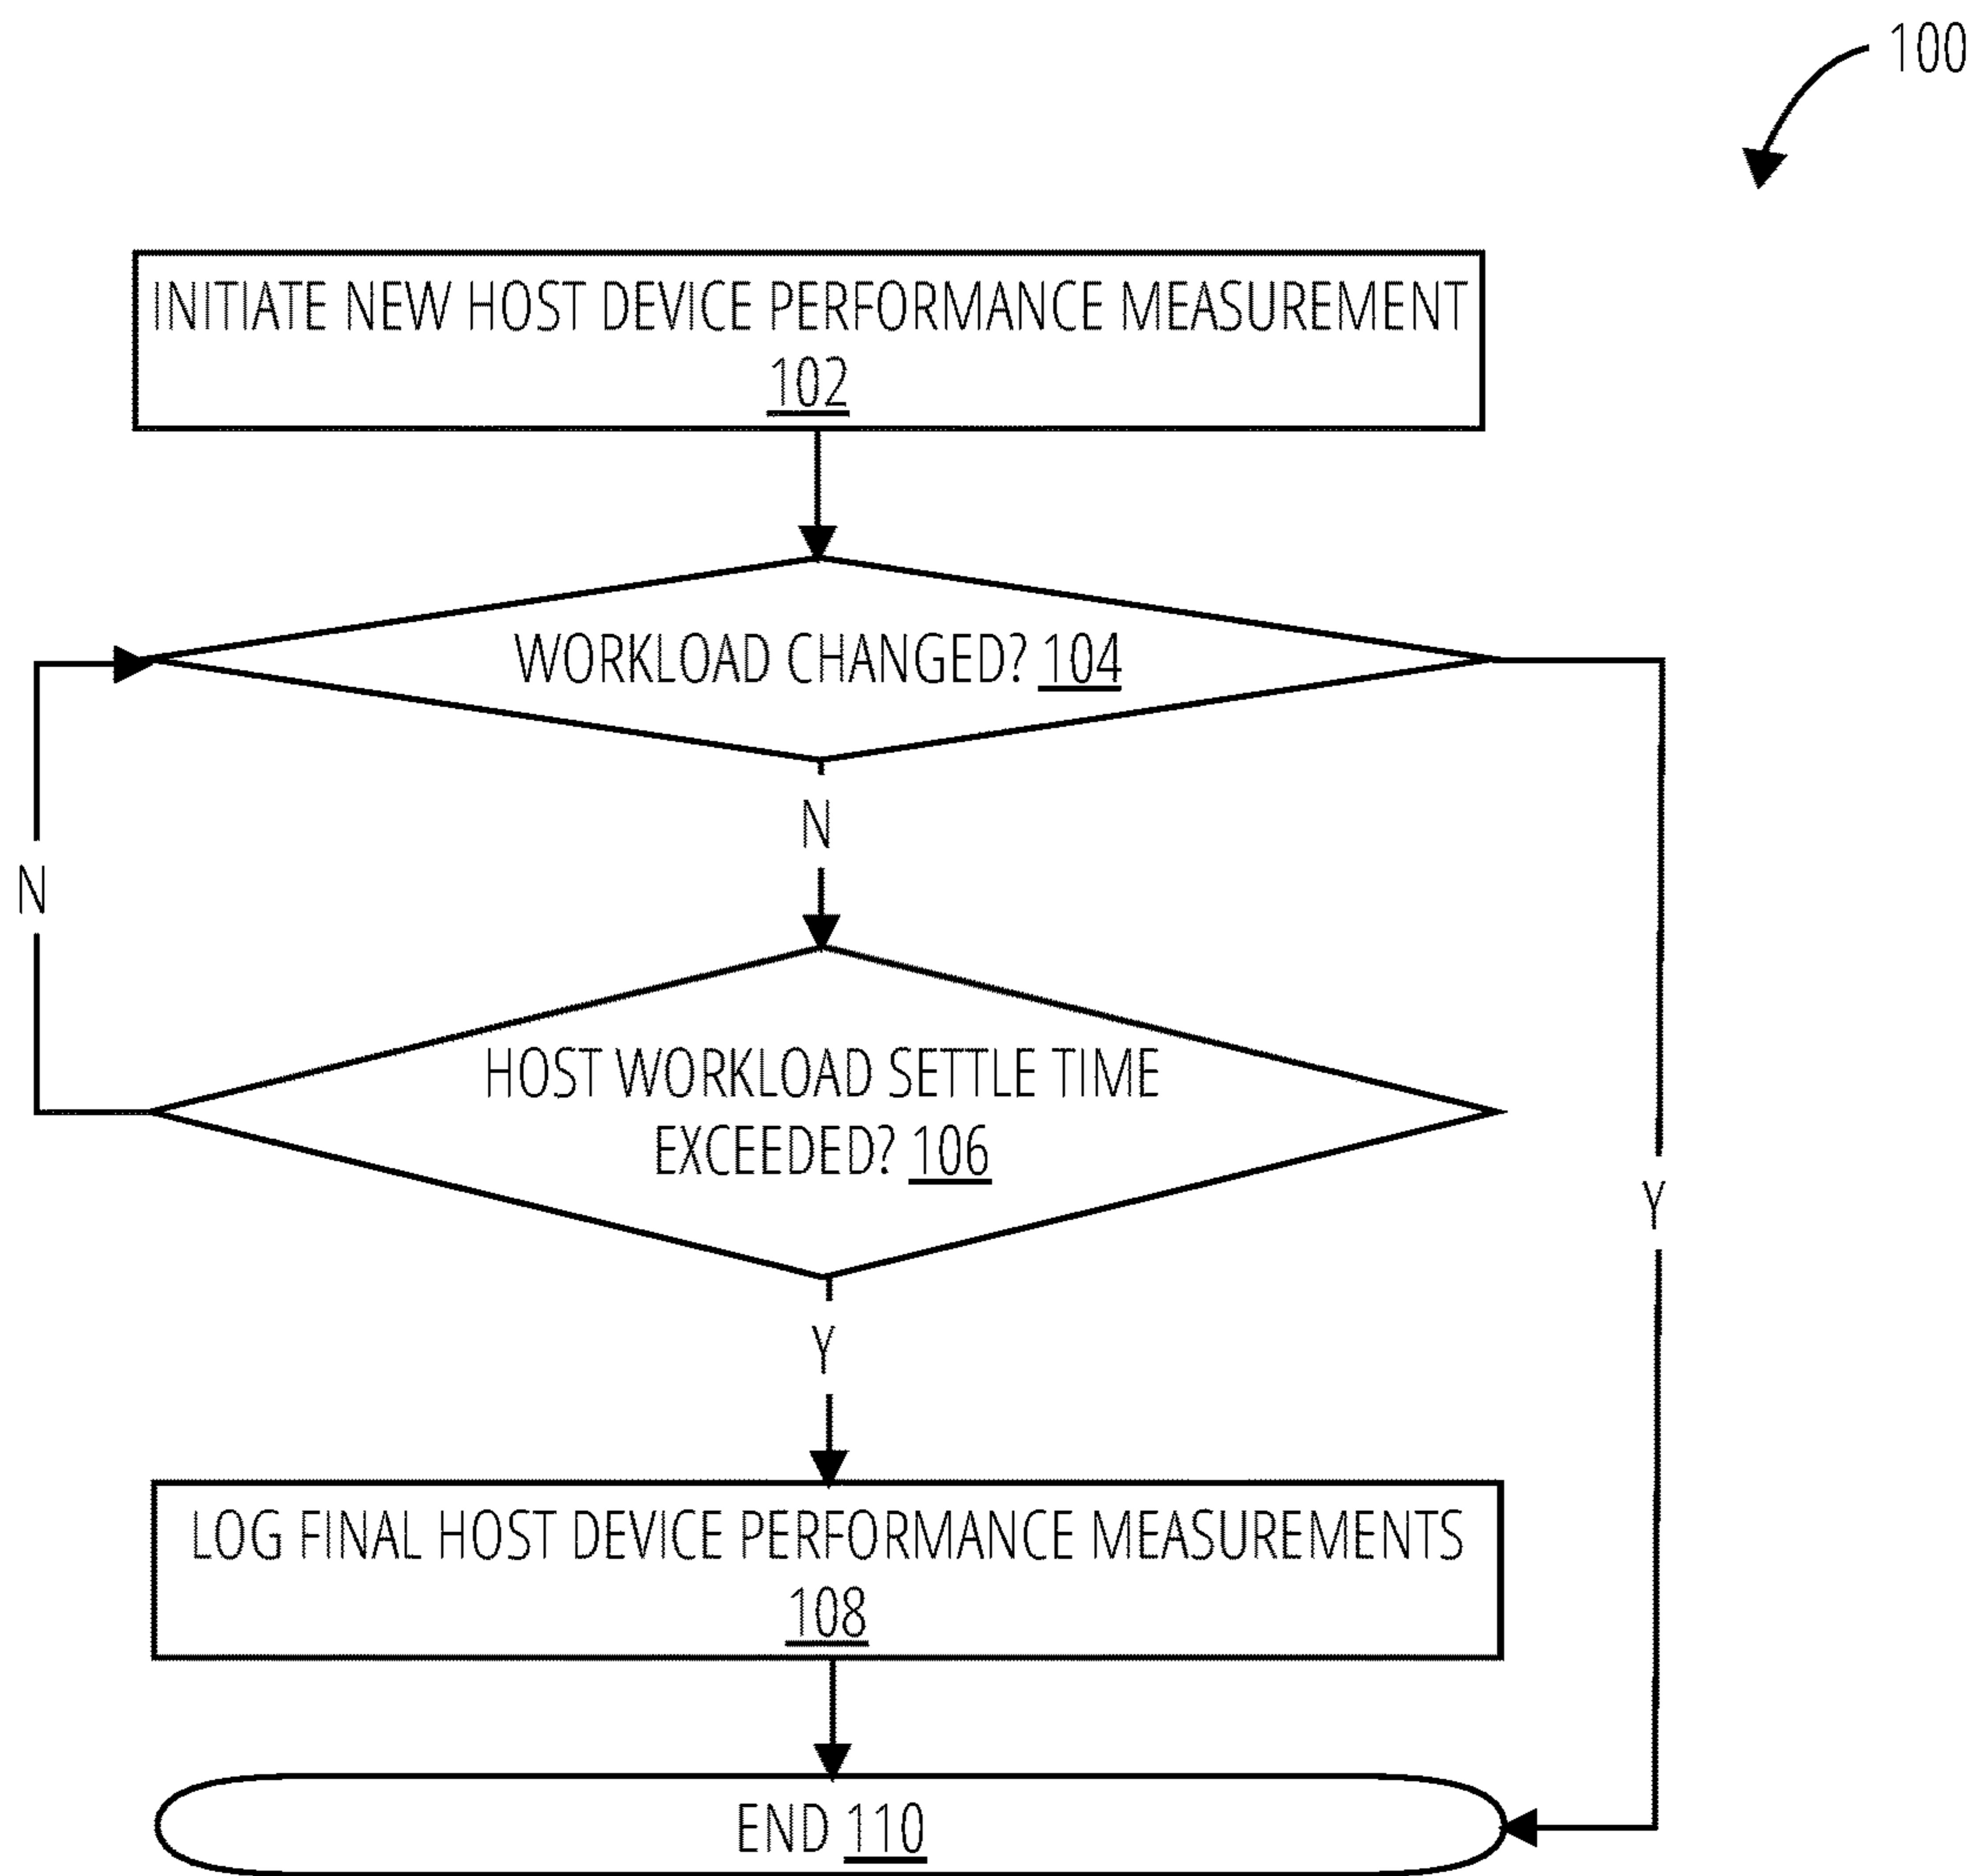 100
INITIATE NEW HOST DEVICE PERFORMANCE MEASUREMENT
102
WORKLOAD CHANGED? 104
N
N
HOST WORKLOAD SETTLE TIME
EXCEEDED? 106
Y
Y
LOG FINAL HOST DEVICE PERFORMANCE MEASUREMENTS
108
END 110